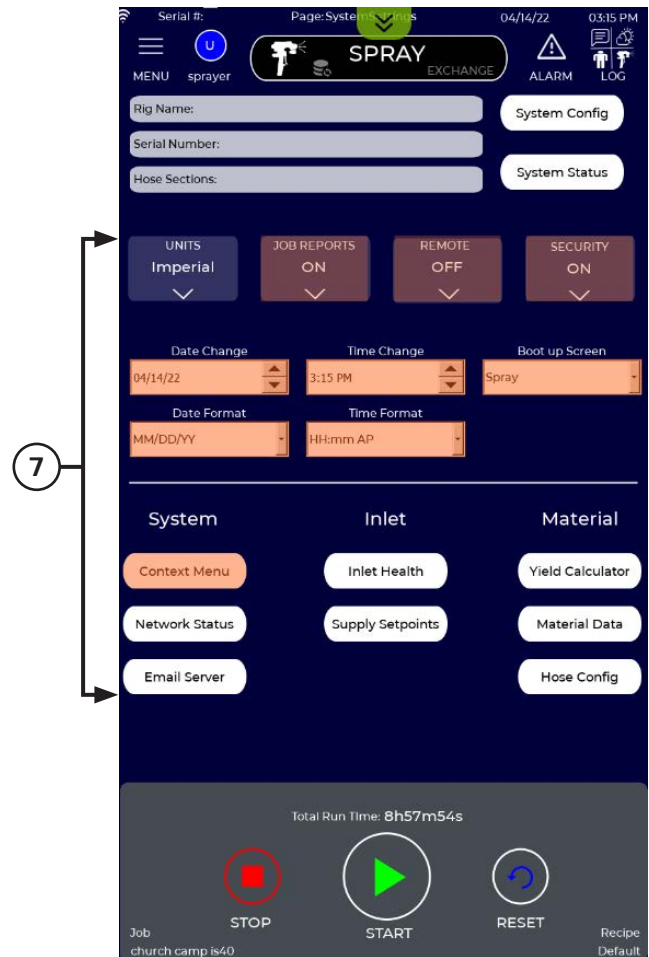 Serial #: Page:SystemSettings 04/14/22 03:15 PM
MENU U sprayer SPRAY EXCHANGE ALARM LOG
Rig Name: System Config
Serial Number:
Hose Sections: System Status
UNITS JOB REPORTS REMOTE SECURITY
Imperial ON OFF ON
Date Change Time Change Boot up Screen
04/14/22 3:15 PM Spray
Date Format Time Format
MM/DD/YY HH:mm AP
7
System Inlet Material
Context Menu Inlet Health Yield Calculator
Network Status Supply Setpoints Material Data
Email Server Hose Config
Total Run Time: 8h57m54s
STOP START RESET
Job Recipe
church camp is40 Default